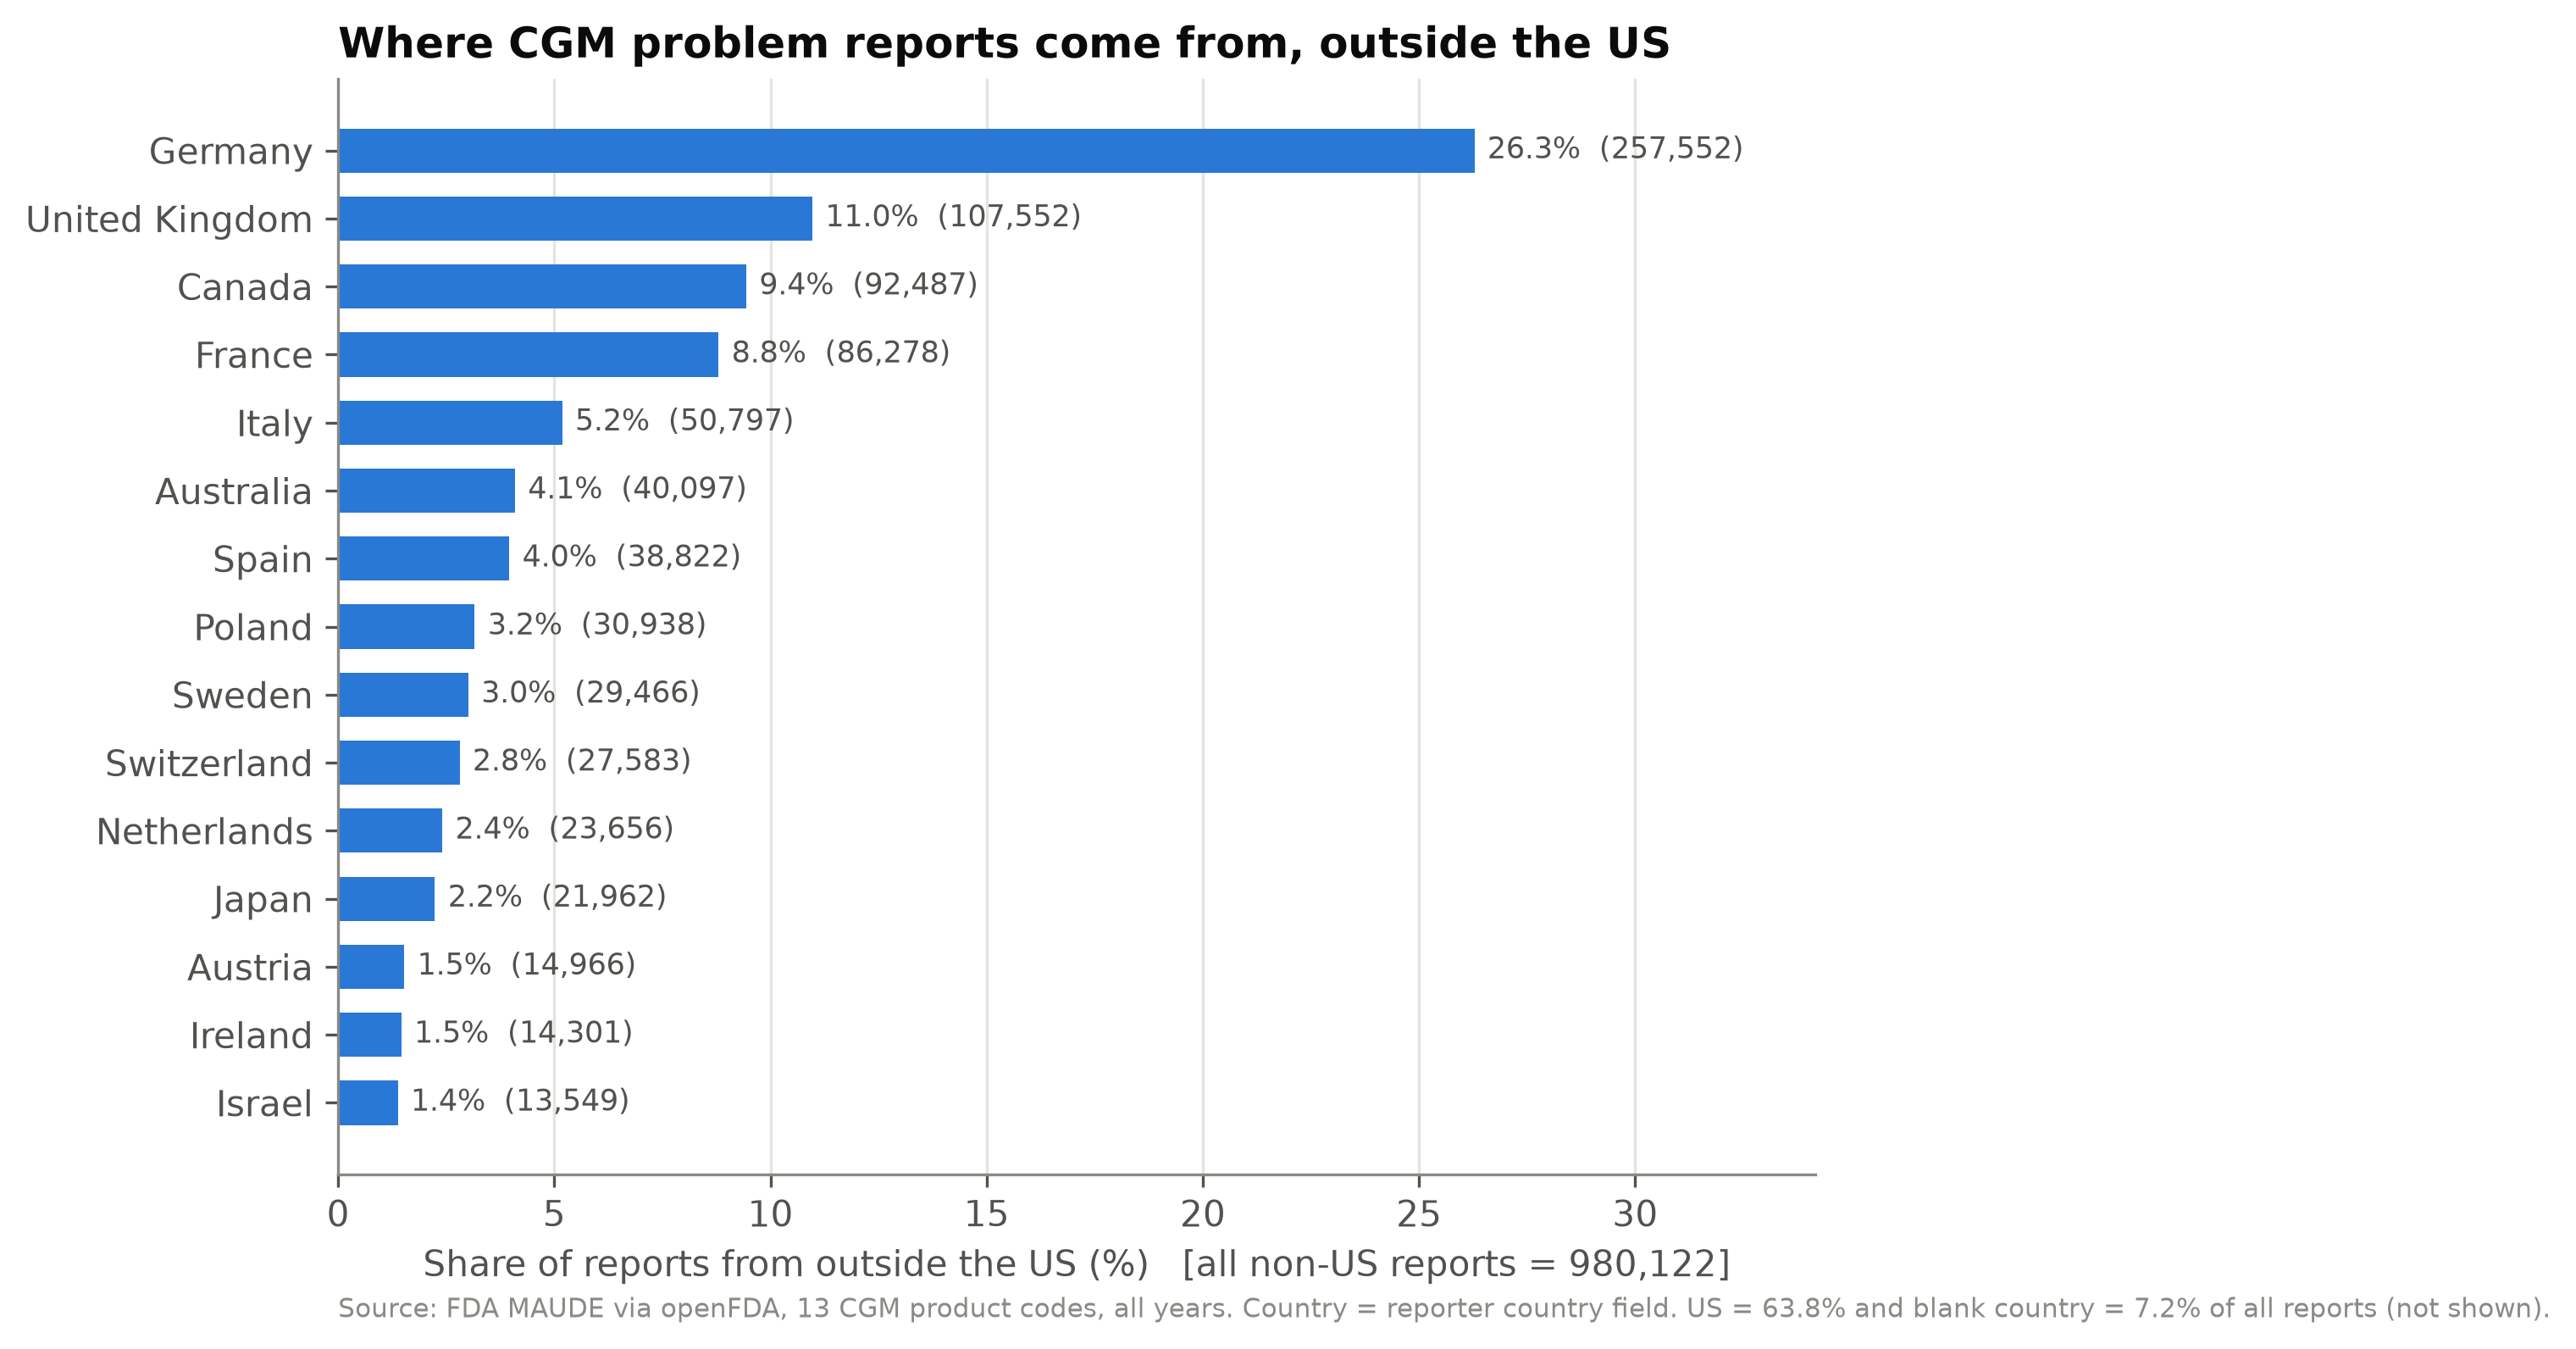 Where CGM problem reports come from, outside the US
Germany 26.3% (257,552)
United Kingdom 11.0% (107,552)
Canada 9.4% (92,487)
France 8.8% (86,278)
Italy 5.2% (50,797)
Australia 4.1% (40,097)
Spain 4.0% (38,822)
Poland 3.2% (30,938)
Sweden 3.0% (29,466)
Switzerland 2.8% (27,583)
Netherlands 2.4% (23,656)
Japan 2.2% (21,962)
Austria 1.5% (14,966)
Ireland 1.5% (14,301)
Israel 1.4% (13,549)
0 5 10 15 20 25 30
Share of reports from outside the US (%) [all non-US reports = 980,122]
Source: FDA MAUDE via openFDA, 13 CGM product codes, all years. Country = reporter country field. US = 63.8% and blank country = 7.2% of all reports (not shown).